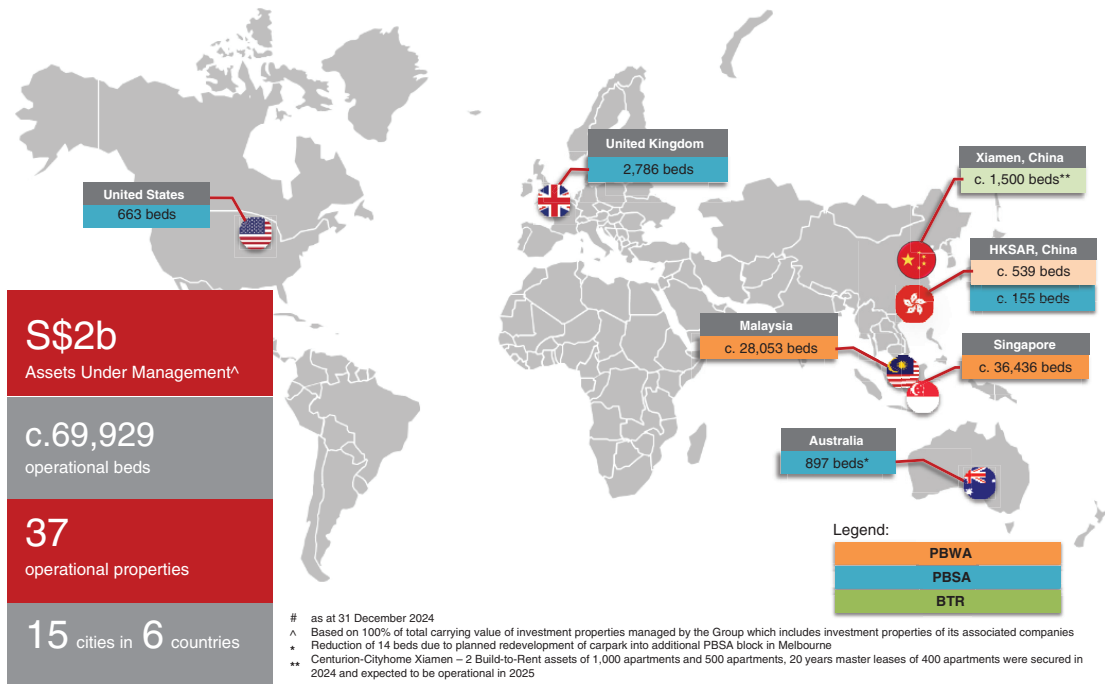 United States
663 beds
United Kingdom
2,786 beds
Xiamen, China
c. 1,500 beds**
HKSAR, China
c. 539 beds
c. 155 beds
Malaysia
c. 28,053 beds
Singapore
c. 36,436 beds
Australia
897 beds*
S$2b
Assets Under Management^
c.69,929
operational beds
37
operational properties
15 cities in 6 countries
Legend:
PBWA
PBSA
BTR
# as at 31 December 2024
^ Based on 100% of total carrying value of investment properties managed by the Group which includes investment properties of its associated companies
* Reduction of 14 beds due to planned redevelopment of carpark into additional PBSA block in Melbourne
** Centurion-Cityhome Xiamen – 2 Build-to-Rent assets of 1,000 apartments and 500 apartments, 20 years master leases of 400 apartments were secured in
2024 and expected to be operational in 2025